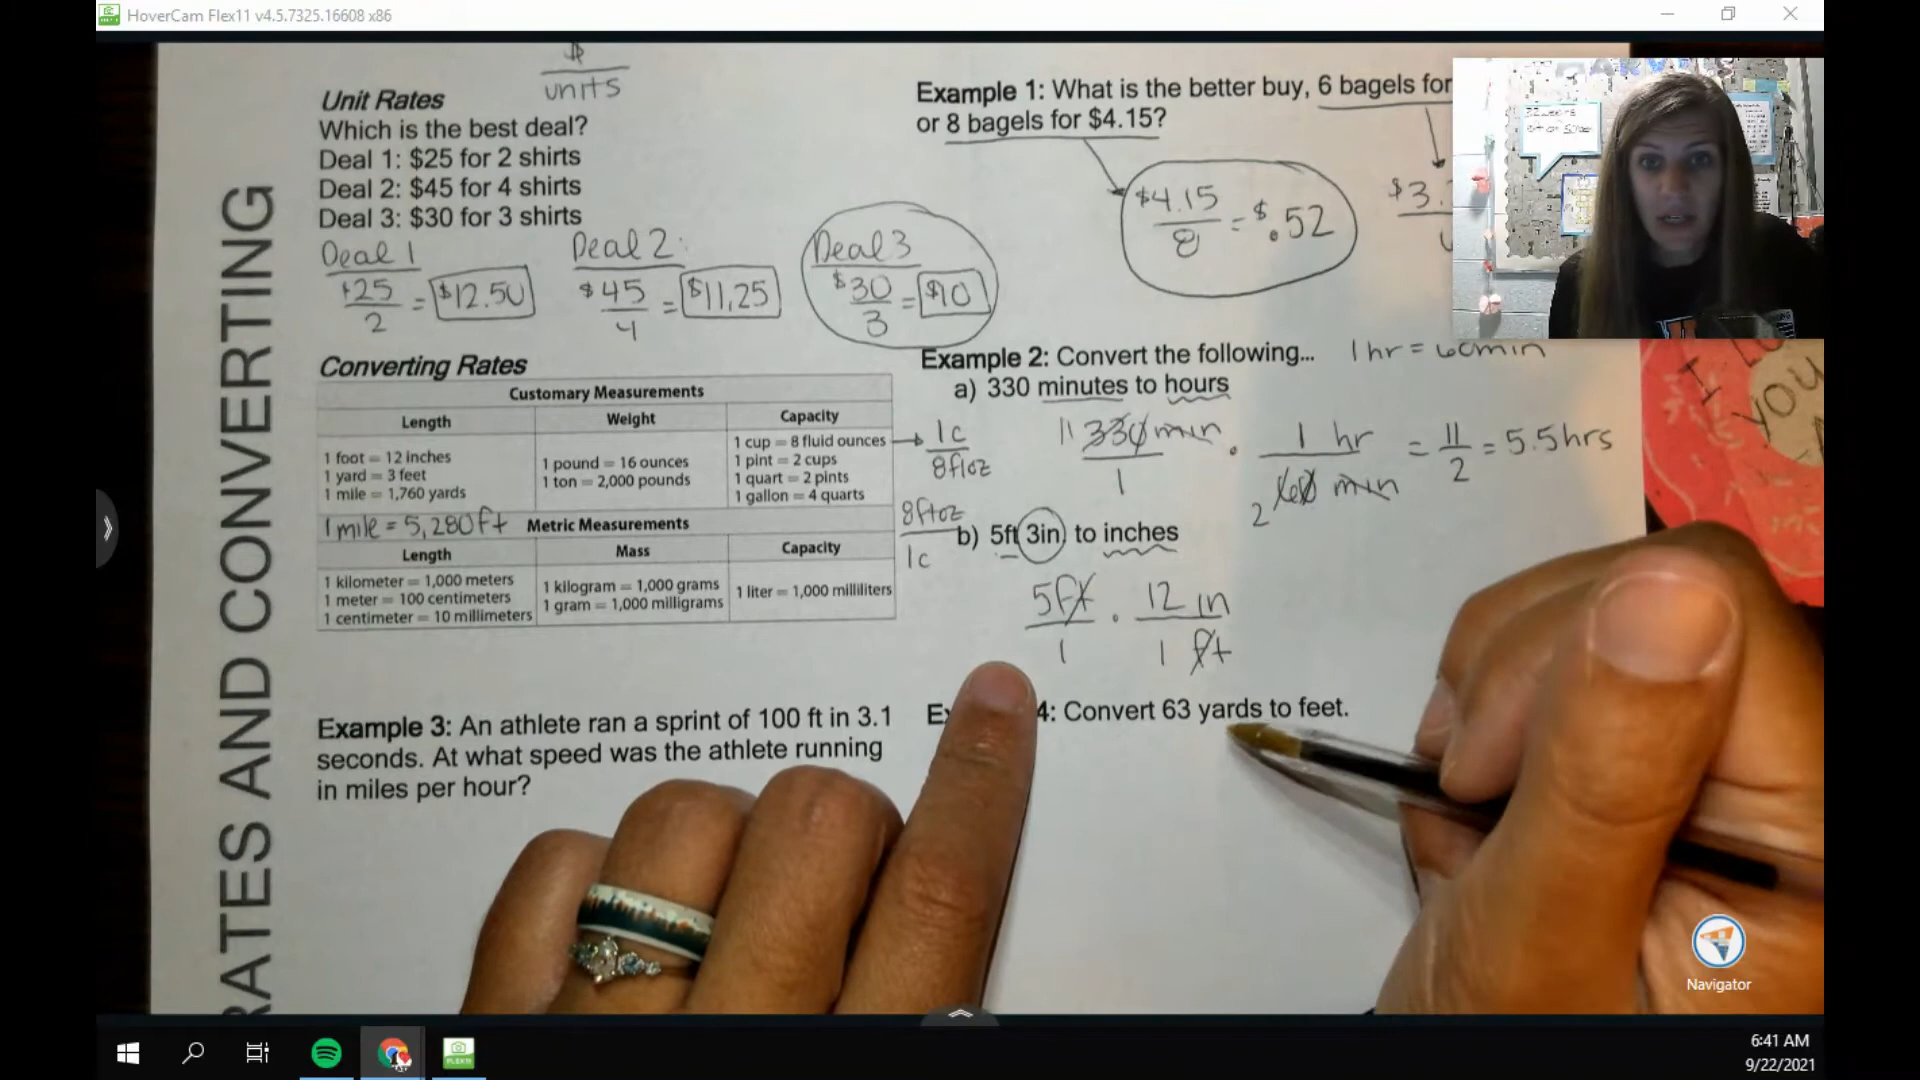 HoverCam Flex11 v4.5.7325.16608 x86
RATES AND CONVERTING
$
units
Unit Rates
Which is the best deal?
Deal 1: $25 for 2 shirts
Deal 2: $45 for 4 shirts
Deal 3: $30 for 3 shirts
Deal 1
25
2
= $12.50
Deal 2:
$45
4
= $11,25
Deal 3
$30
3
= $10
Example 1: What is the better buy, 6 bagels for
or 8 bagels for $4.15?
$4.15
8
= $.52
$3.
Converting Rates
Customary Measurements
Length Weight Capacity
1 foot = 12 inches
1 yard = 3 feet
1 mile = 1,760 yards
1 pound = 16 ounces
1 ton = 2,000 pounds
1 cup = 8 fluid ounces
1 pint = 2 cups
1 quart = 2 pints
1 gallon = 4 quarts
1 mile = 5,280ft
Metric Measurements
Length Mass Capacity
1 kilometer = 1,000 meters
1 meter = 100 centimeters
1 centimeter = 10 millimeters
1 kilogram = 1,000 grams
1 gram = 1,000 milligrams
1 liter = 1,000 milliliters
1c
8floz
8floz
1c
Example 2: Convert the following... 1hr = 60min
a) 330 minutes to hours
11 330 min
1
· 1 hr
2 60 min
= 11
2
= 5.5hrs
b) 5ft 3in to inches
5ft · 12 in
1 1 ft
Example 3: An athlete ran a sprint of 100 ft in 3.1
seconds. At what speed was the athlete running
in miles per hour?
4: Convert 63 yards to feet.
YOU
Navigator
FLEX11
6:41 AM
9/22/2021